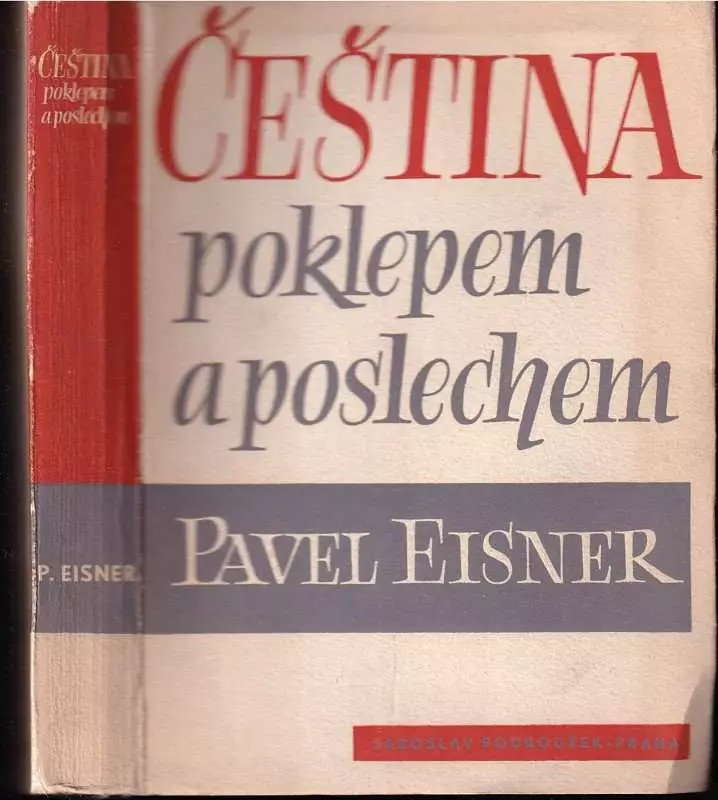 ČEŠTINA
poklepem
a poslechem
P. EISNER
ČEŠTINA
poklepem
a poslechem
PAVEL EISNER
JAROSLAV PODROUŽEK-PRAHA